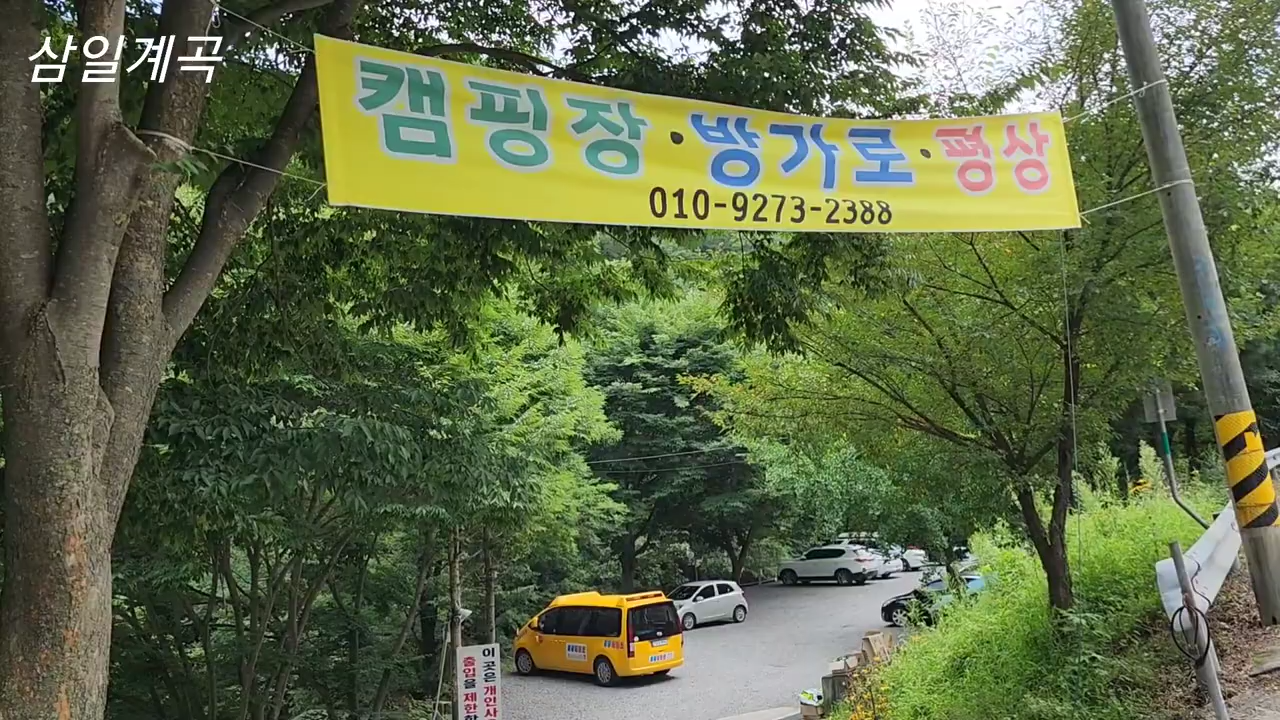 삼일계곡
캠핑장·방가로·평상
010-9273-2388
이 곳은 개인사
출입을 제한합